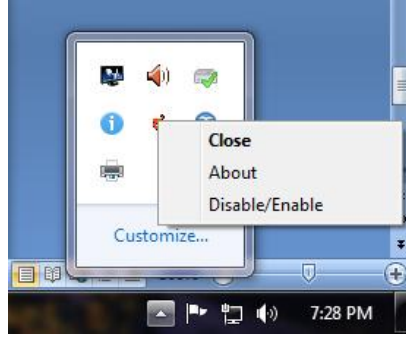 Close
About
Disable/Enable
Customize...
7:28 PM